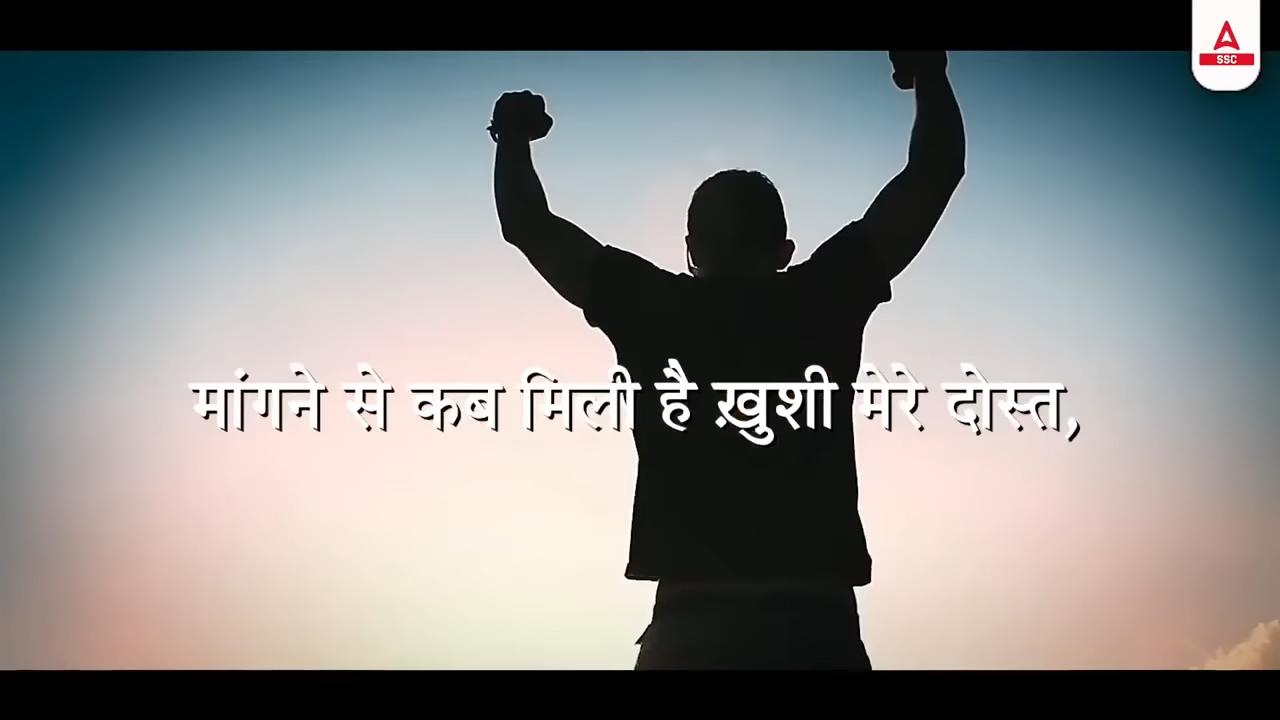 SSC
मांगने से कब मिली है ख़ुशी मेरे दोस्त,